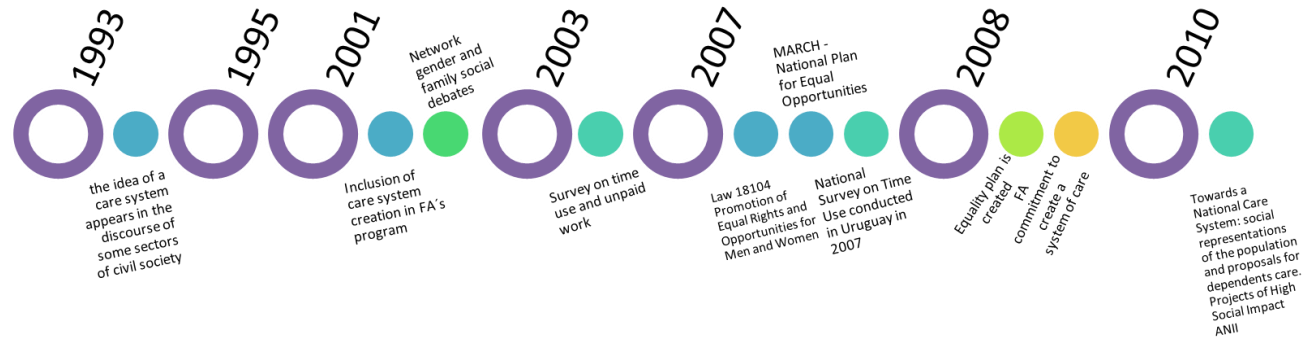 1993
the idea of a
care system
appears in the
discourse of
some sectors
of civil society
1995
2001
Inclusion of
care system
creation in FA´s
program
Network
gender and
family social
debates
2003
Survey on time
use and unpaid
work
2007
Law 18104
Promotion of
Equal Rights and
Opportunities for
Men and Women
MARCH -
National Plan
for Equal
Opportunities
National
Survey on Time
Use conducted
in Uruguay in
2007
2008
Equality plan is
created
FA
commitment to
create a
system of care
2010
Towards a
National Care
System: social
representations
of the population
and proposals for
dependents care.
Projects of High
Social Impact
ANII